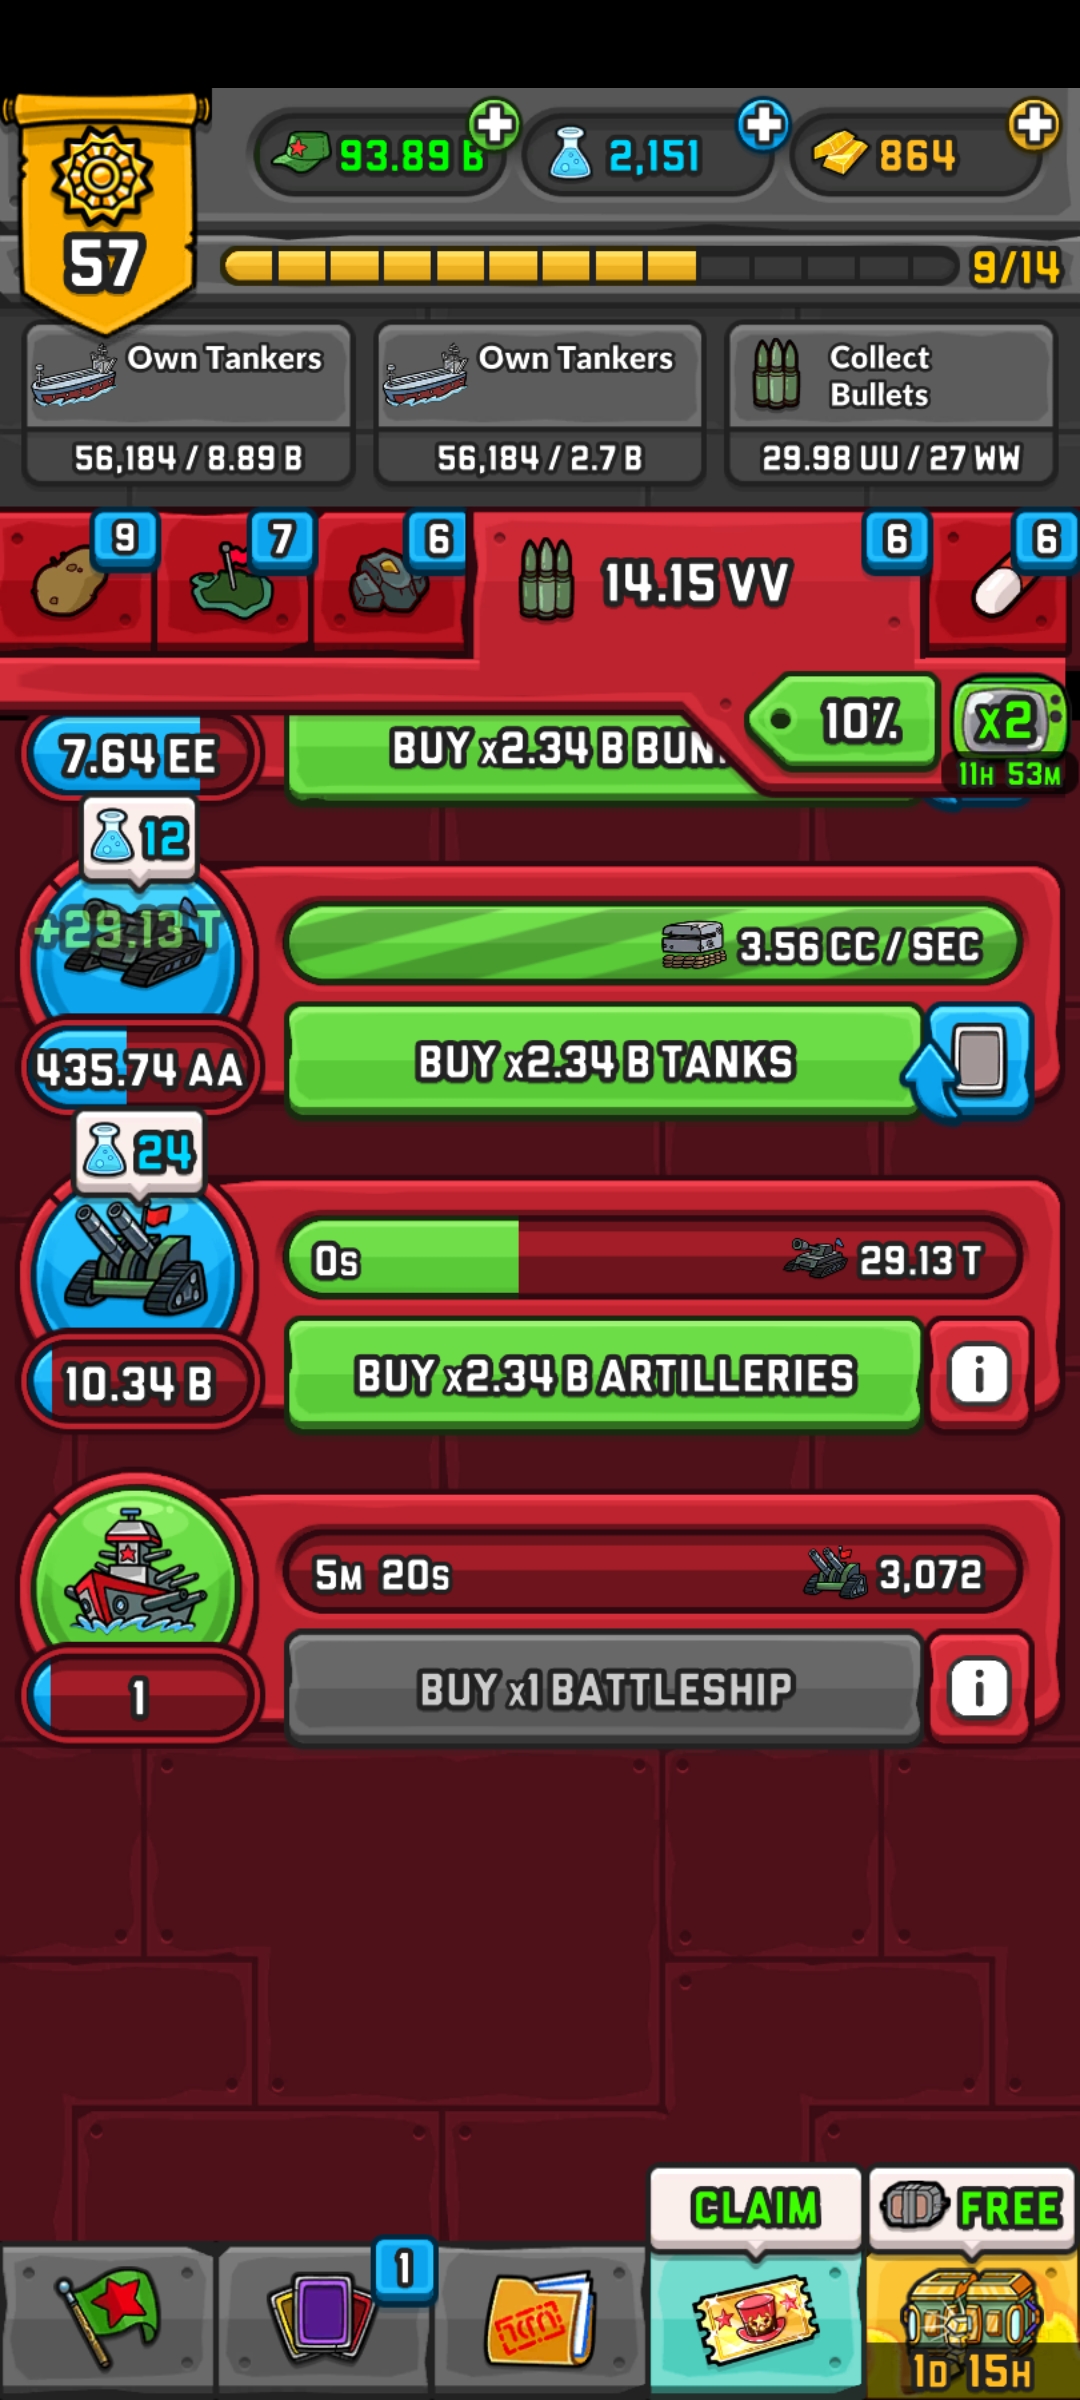 93.89 B
2,151
864
57
9/14
Own Tankers
56,184 / 8.89 B
Own Tankers
56,184 / 2.7 B
Collect
Bullets
29.98 UU / 27 WW
9
7
6
14.15 VV
6
6
10%
x2
11H 53M
7.64 EE
BUY x2.34 B
12
+29.13 T
3.56 CC / SEC
435.74 AA
BUY x2.34 B TANKS
24
0s
29.13 T
10.34 B
BUY x2.34 B ARTILLERIES
i
5M 20s
3,072
1
BUY x1 BATTLESHIP
i
CLAIM
FREE
1
1D 15H